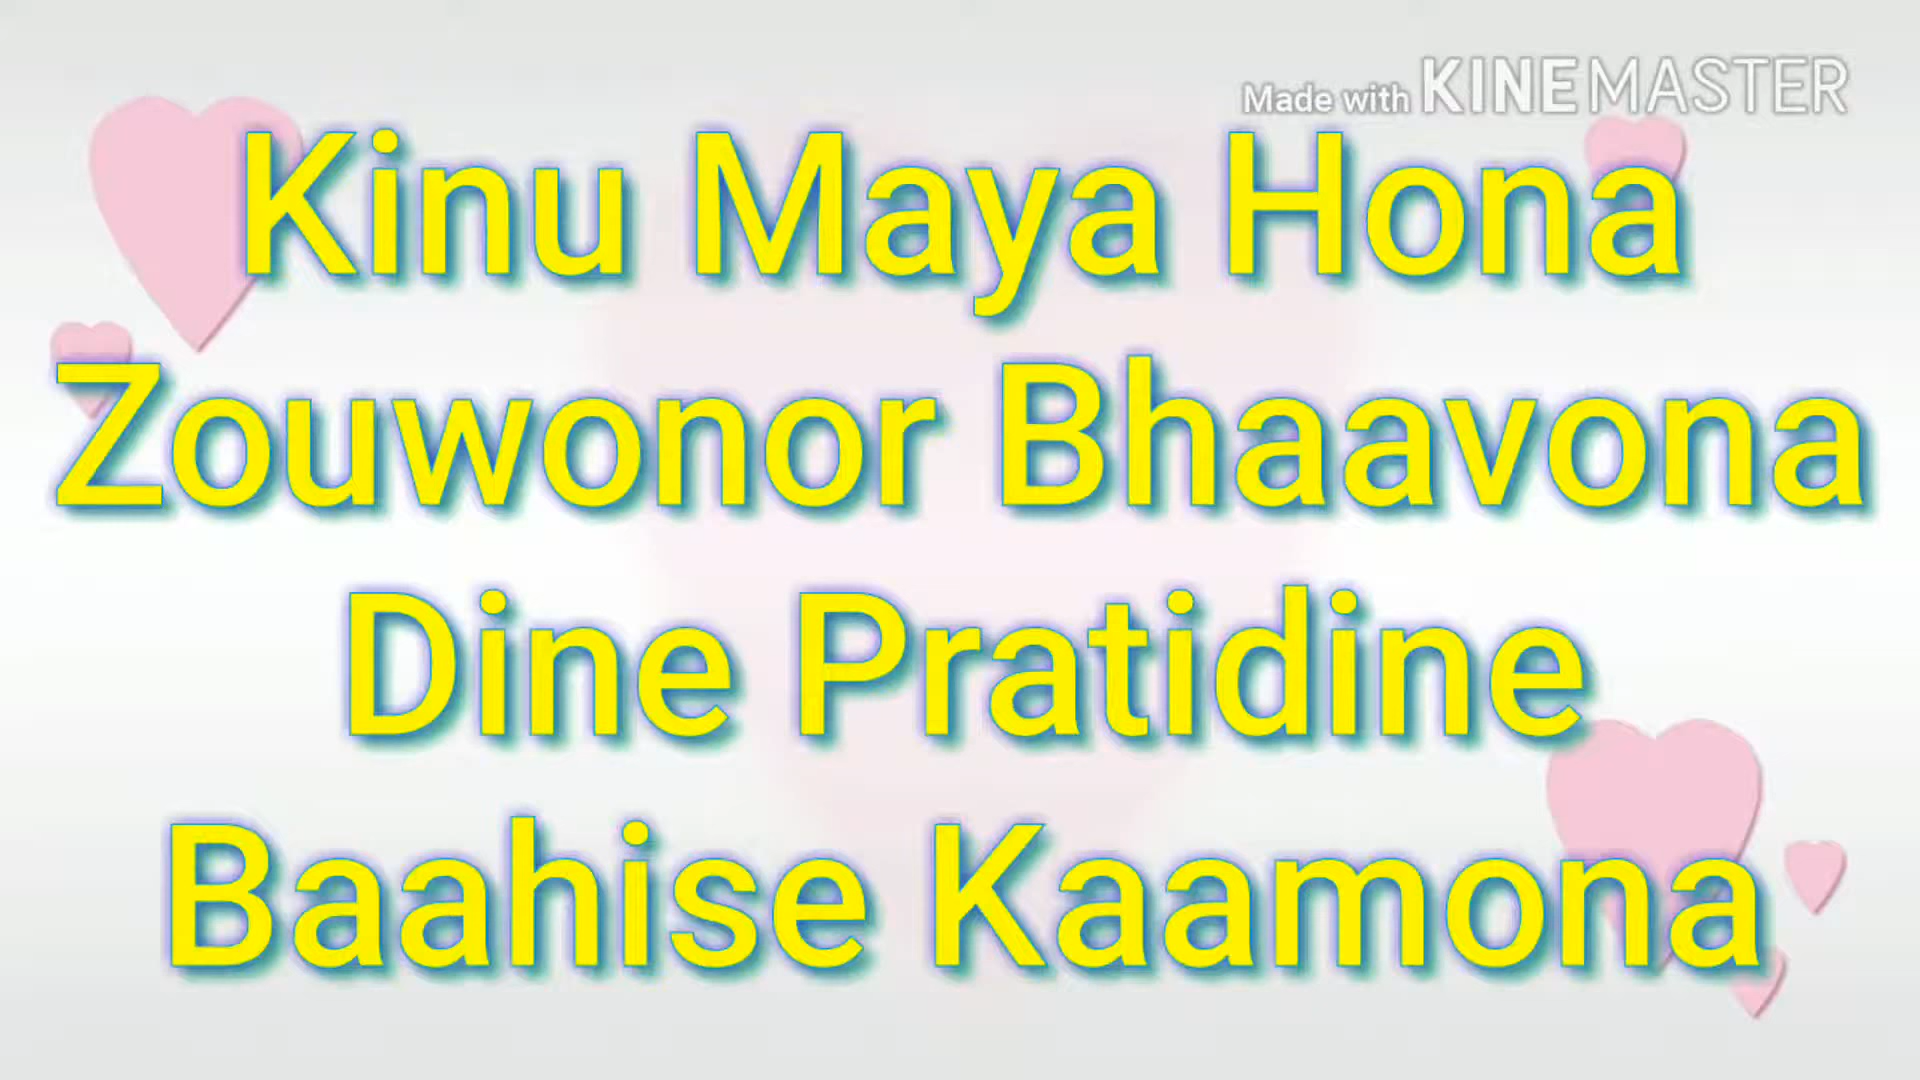 Made with KINEMASTER
Kinu Maya Hona
Zouwonor Bhaavona
Dine Pratidine
Baahise Kaamona